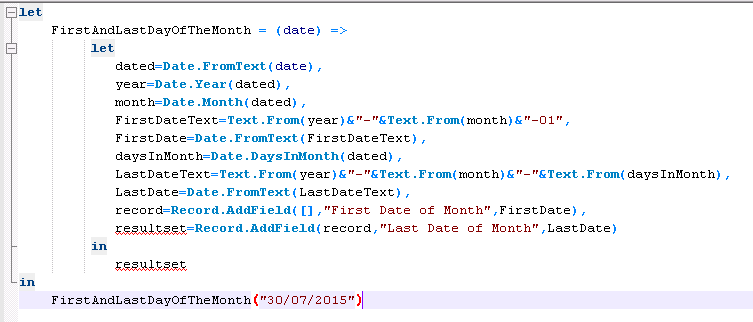 let
FirstAndLastDayOfTheMonth = (date) =>
let
dated=Date.FromText(date),
year=Date.Year(dated),
month=Date.Month(dated),
FirstDateText=Text.From(year)&"-"&Text.From(month)&"-01",
FirstDate=Date.FromText(FirstDateText),
daysInMonth=Date.DaysInMonth(dated),
LastDateText=Text.From(year)&"-"&Text.From(month)&"-"&Text.From(daysInMonth),
LastDate=Date.FromText(LastDateText),
record=Record.AddField([],"First Date of Month",FirstDate),
resultset=Record.AddField(record,"Last Date of Month",LastDate)
in
resultset
in
FirstAndLastDayOfTheMonth("30/07/2015")